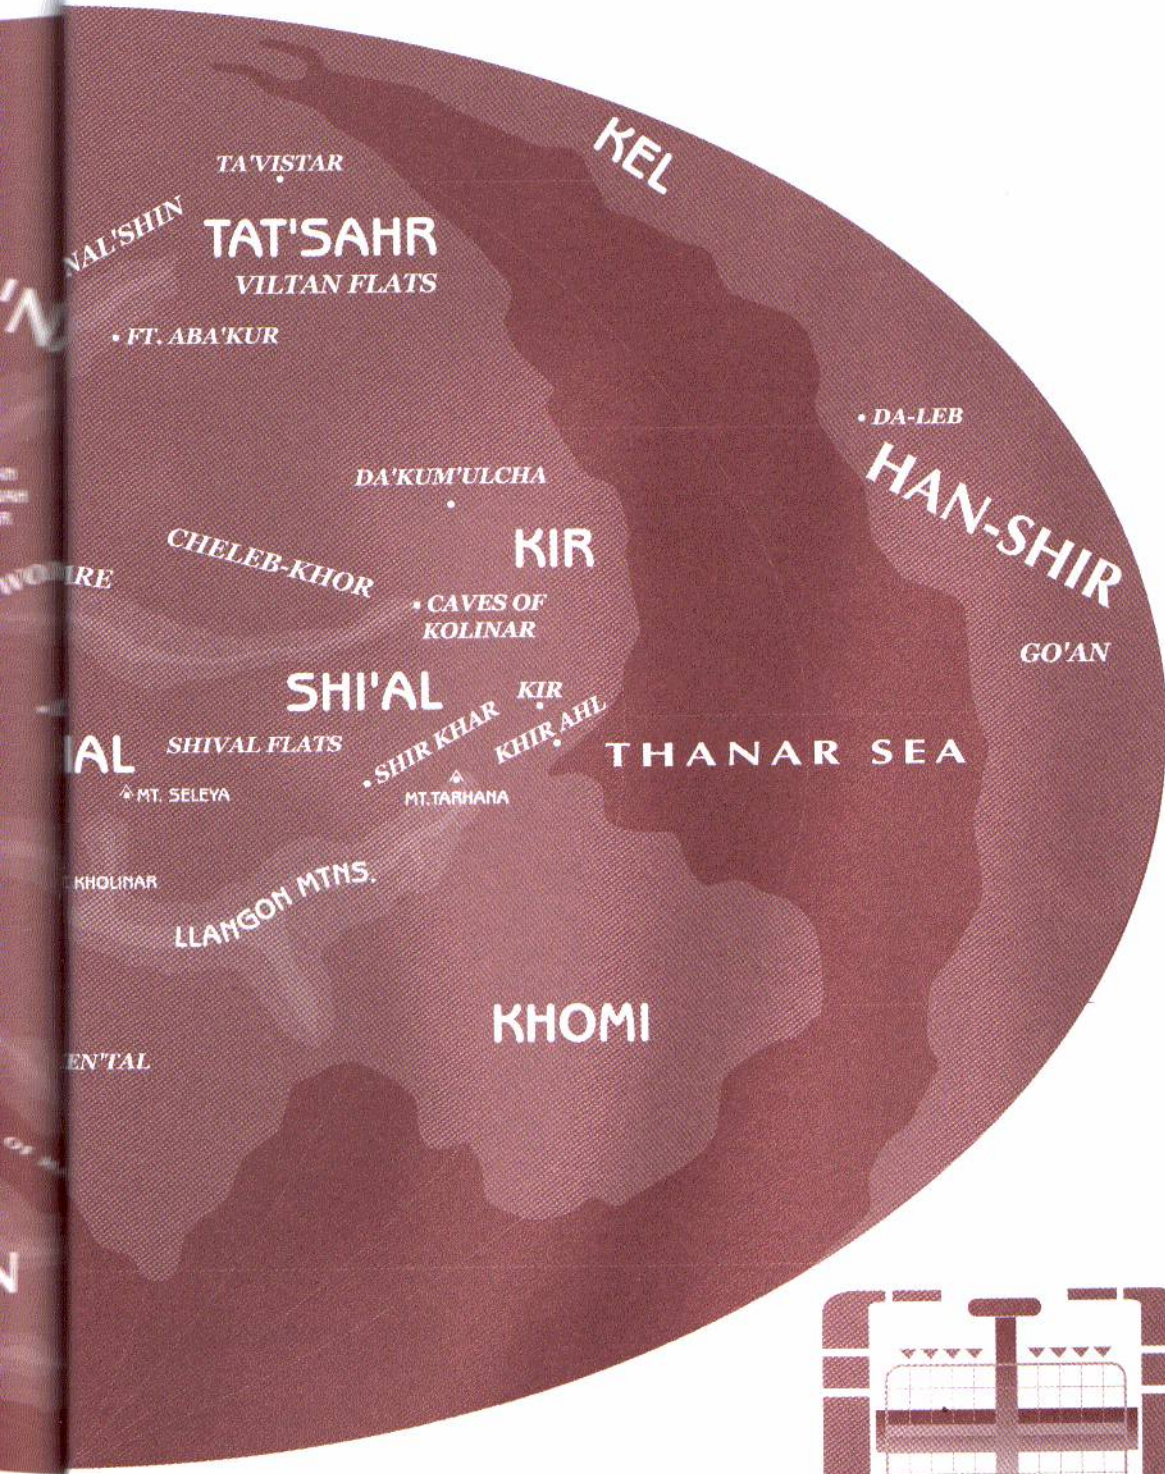 KEL
TA'VISTAR
NAL'SHIN
TAT'SAHR
VILTAN FLATS
FT. ABA'KUR
DA-LEB
HAN-SHIR
DA'KUM'ULCHA
KIR
CHELEB-KHOR
CAVES OF
KOLINAR
GO'AN
SHI'AL
KIR
SHIR KHAR
KHIR AHL
THANAR SEA
SHIVAL FLATS
MT. SELEYA
MT.TARHANA
KHOLINAR
LLANGON MTNS.
KHOMI
EN'TAL